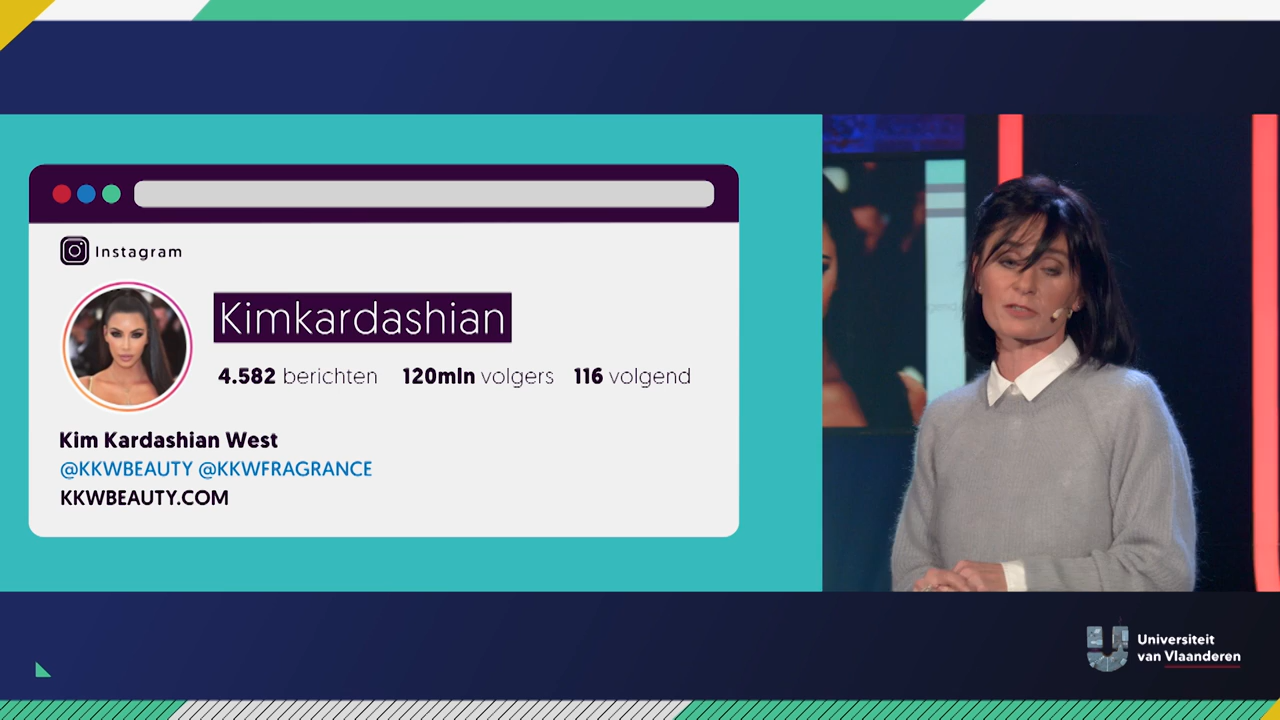 Instagram
Kimkardashian
4.582 berichten 120mln volgers 116 volgend
Kim Kardashian West
@KKWBEAUTY @KKWFRAGRANCE
KKWBEAUTY.COM
Universiteit
van Vlaanderen